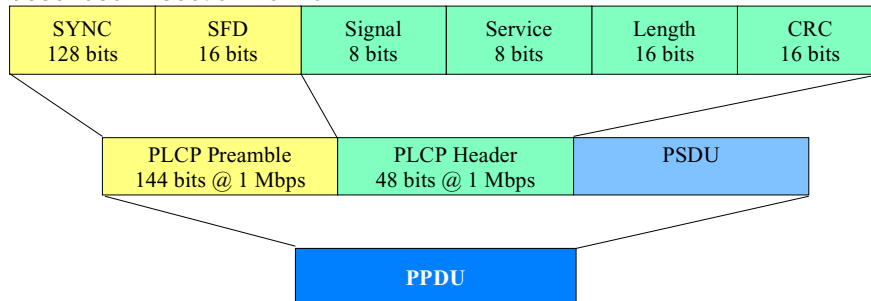 SYNC
128 bits
SFD
16 bits
Signal
8 bits
Service
8 bits
Length
16 bits
CRC
16 bits
PLCP Preamble
144 bits @ 1 Mbps
PLCP Header
48 bits @ 1 Mbps
PSDU
PPDU